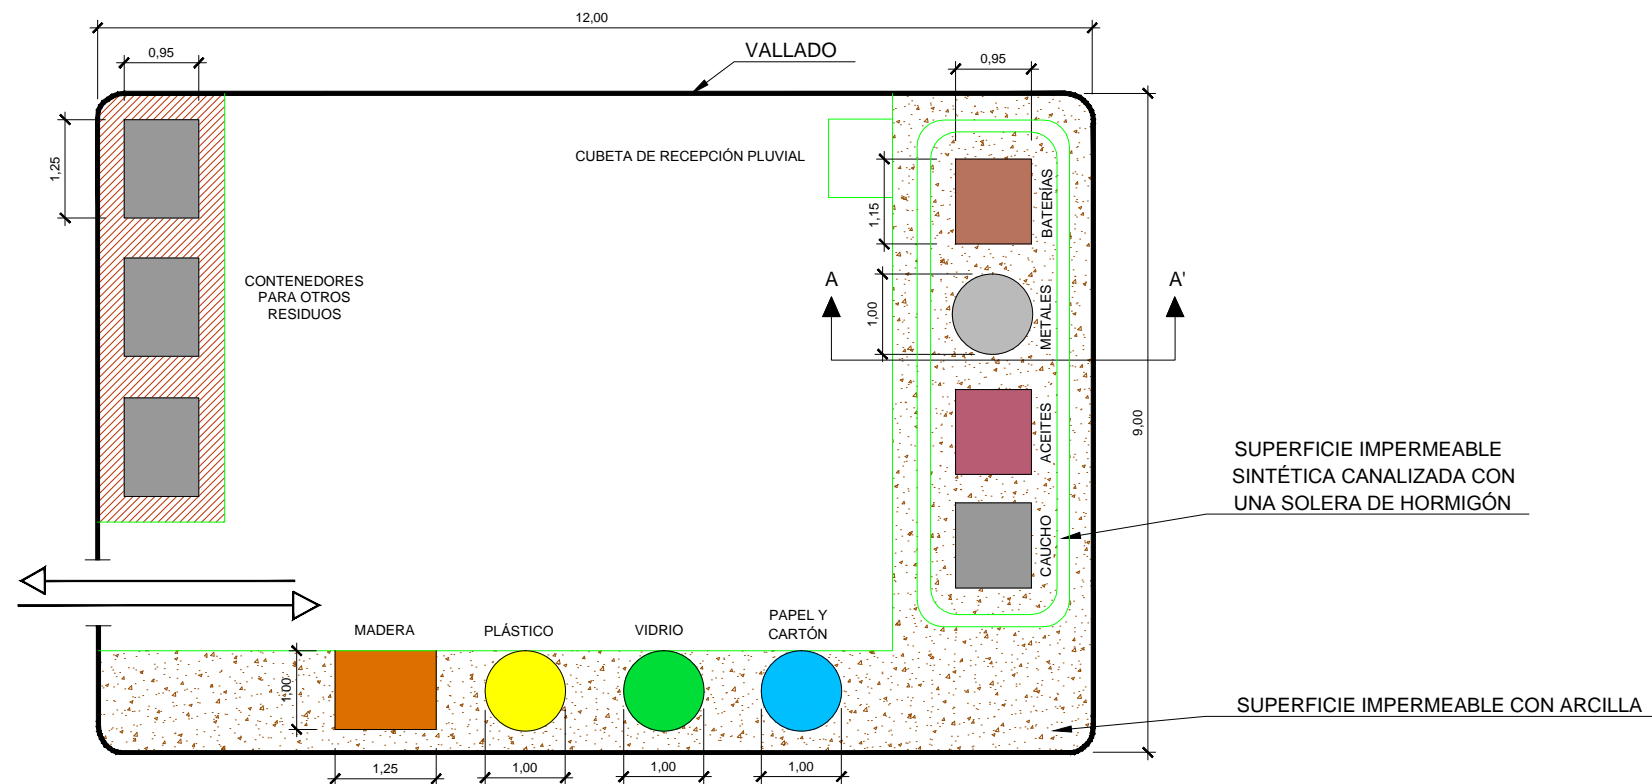 12,00
VALLADO
0,95
0,95
1,25
CUBETA DE RECEPCIÓN PLUVIAL
1,15
BATERÍAS
CONTENEDORES
PARA OTROS
RESIDUOS
A
A'
1,00
METALES
9,00
ACEITES
SUPERFICIE IMPERMEABLE
SINTÉTICA CANALIZADA CON
UNA SOLERA DE HORMIGÓN
CAUCHO
MADERA
PLÁSTICO
VIDRIO
PAPEL Y
CARTÓN
1,00
SUPERFICIE IMPERMEABLE CON ARCILLA
1,25
1,00
1,00
1,00